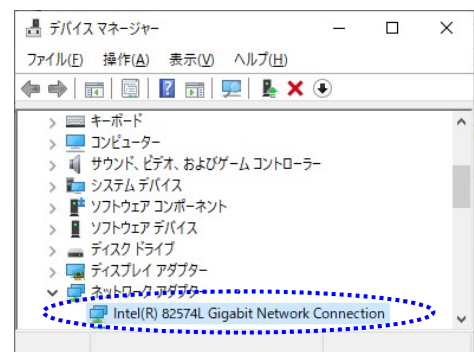 デバイス マネージャー
ファイル(F) 操作(A) 表示(V) ヘルプ(H)
キーボード
コンピューター
サウンド、ビデオ、およびゲーム コントローラー
システム デバイス
ソフトウェア コンポーネント
ソフトウェア デバイス
ディスク ドライブ
ディスプレイ アダプター
ネットワーク アダプター
Intel(R) 82574L Gigabit Network Connection